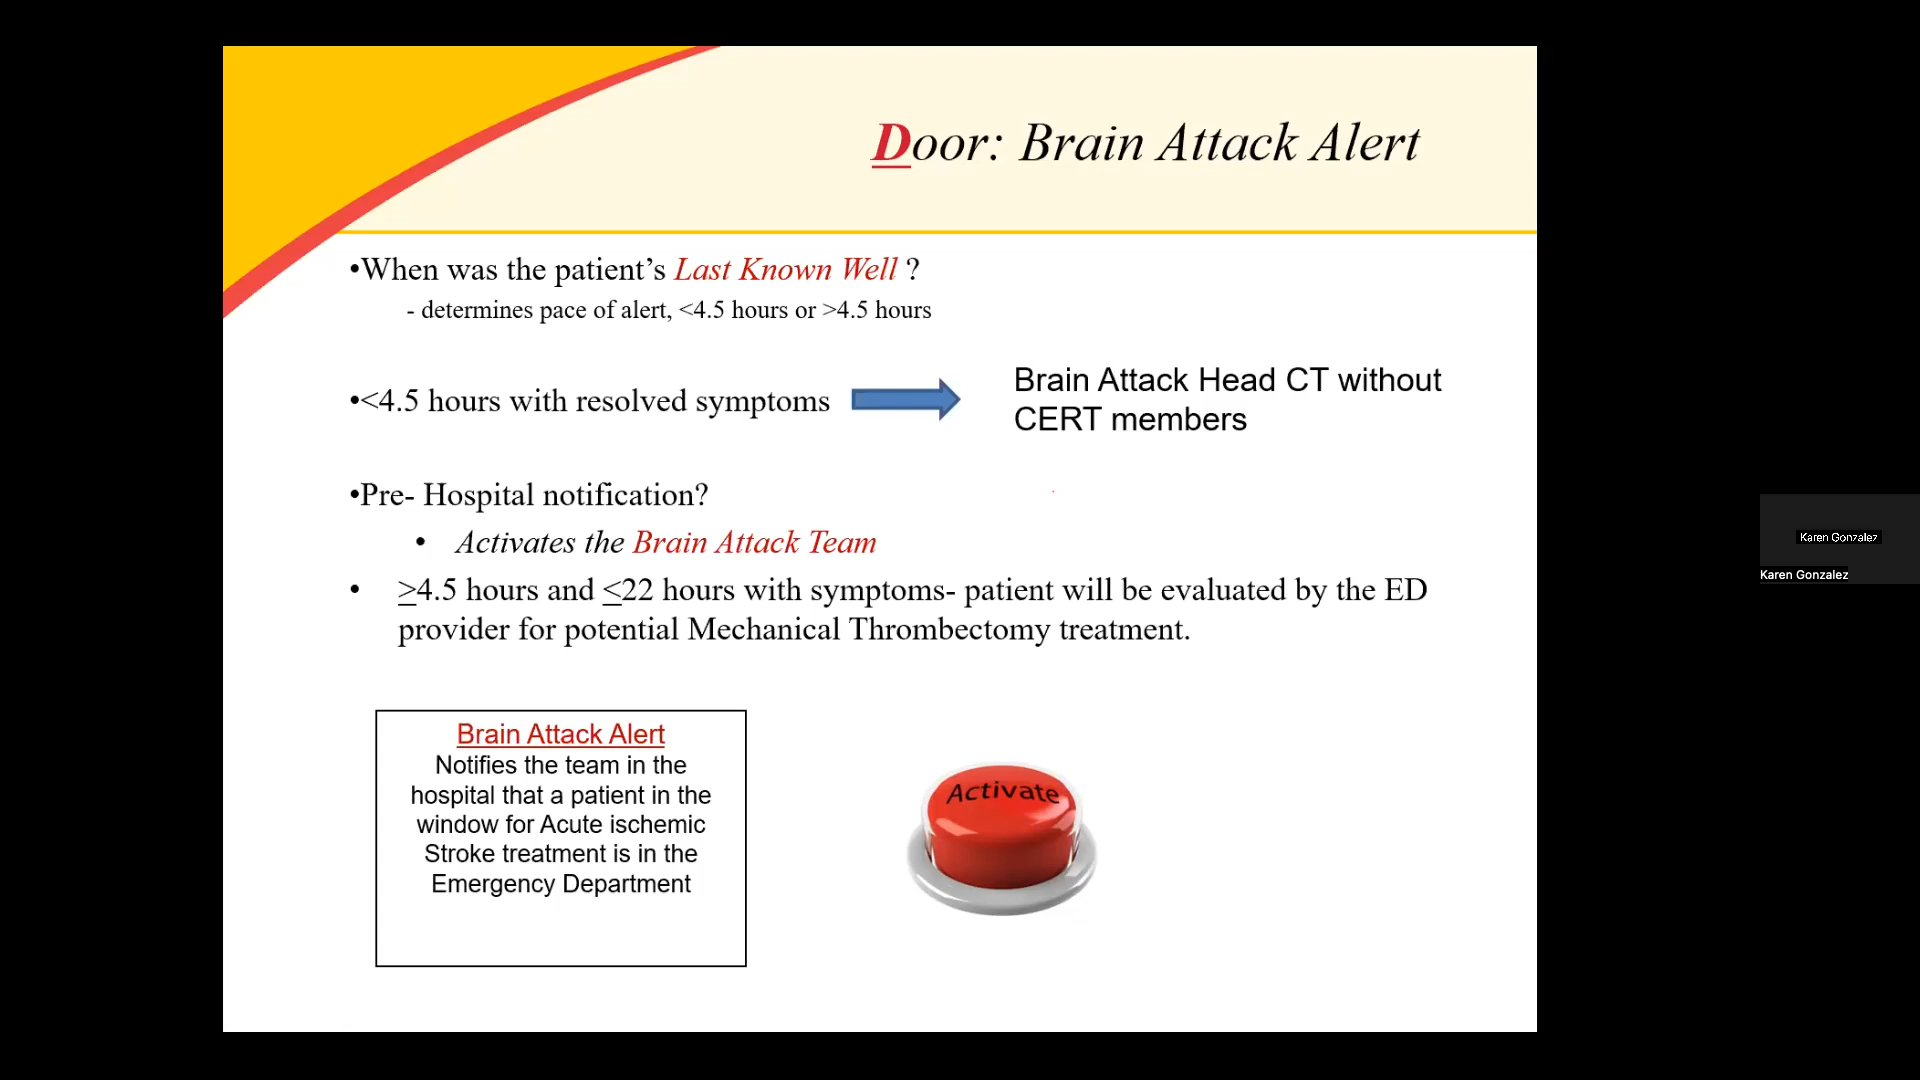 Door: Brain Attack Alert
•When was the patient’s Last Known Well ?
- determines pace of alert, <4.5 hours or >4.5 hours
•<4.5 hours with resolved symptoms
Brain Attack Head CT without
CERT members
•Pre- Hospital notification?
• Activates the Brain Attack Team
• >4.5 hours and <22 hours with symptoms- patient will be evaluated by the ED
provider for potential Mechanical Thrombectomy treatment.
Brain Attack Alert
Notifies the team in the
hospital that a patient in the
window for Acute ischemic
Stroke treatment is in the
Emergency Department
Activate
Karen Gonzalez
Karen Gonzalez